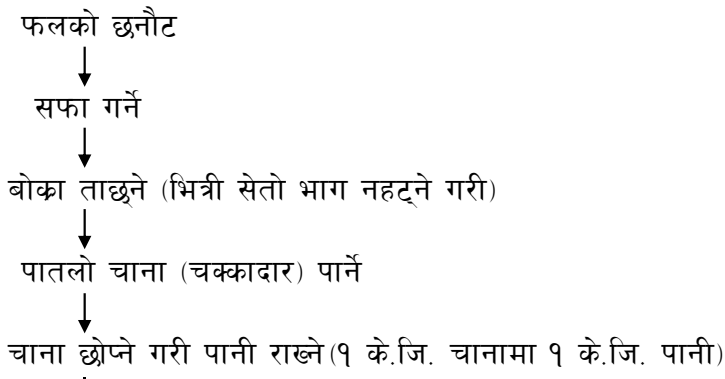 फलको छनौट
सफा गर्ने
बोक्रा ताछ्ने (भित्री सेतो भाग नहट्ने गरी)
पातलो चाना (चक्कादार) पार्ने
चाना छोप्ने गरी पानी राख्ने(१ के.जि. चानामा १ के.जि. पानी)